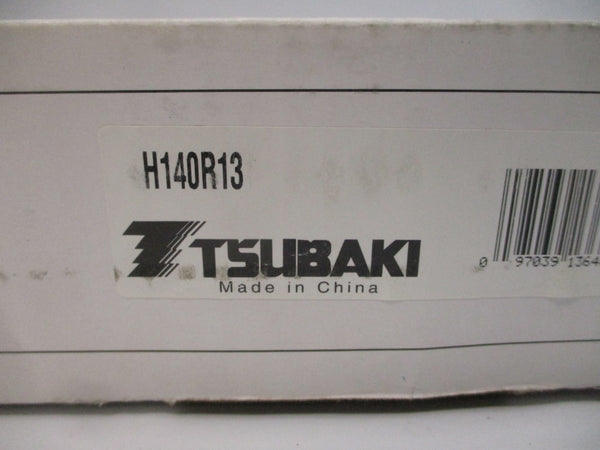 H140R13
TSUBAKI
Made in China
0 97039 1364